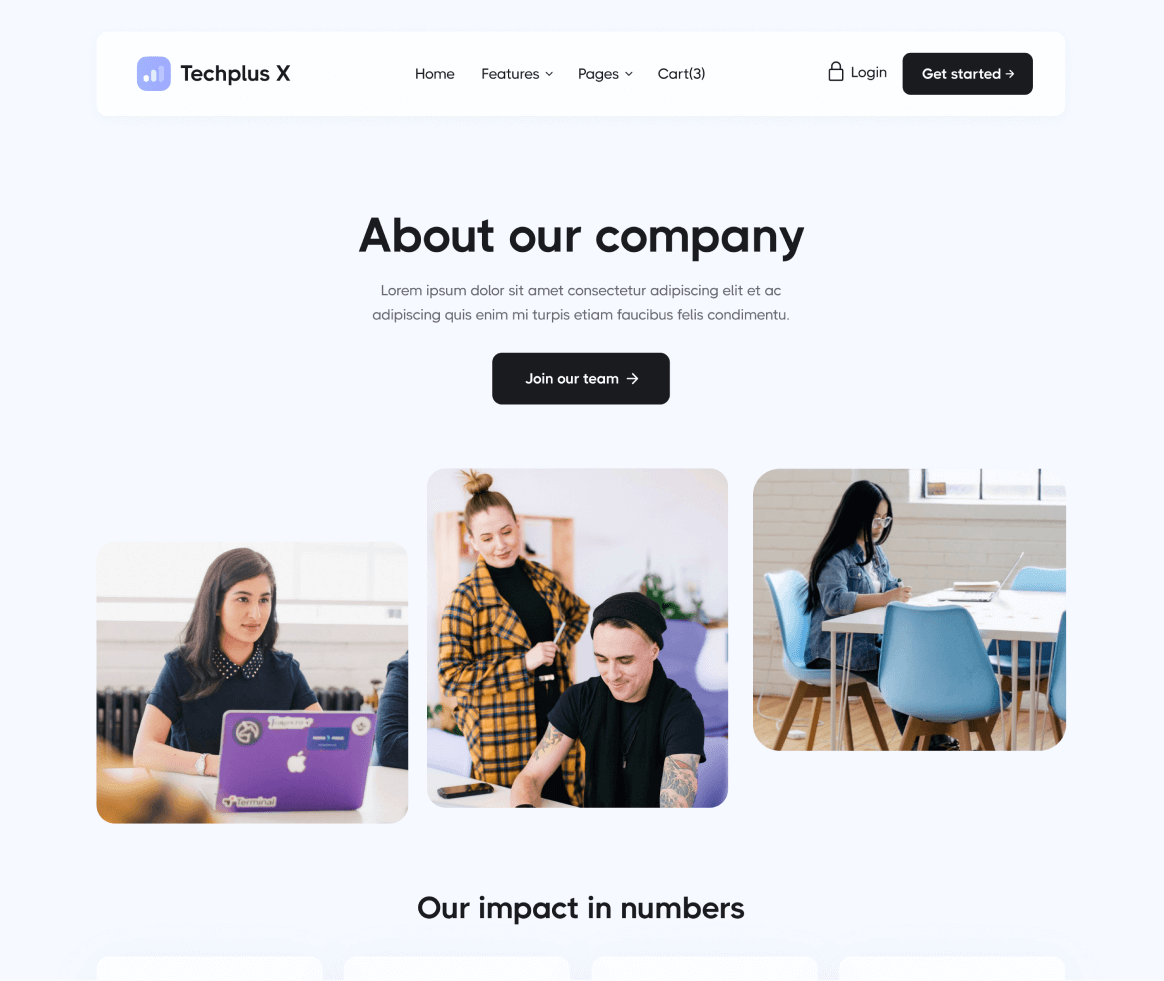 Techplus X
Home
Features
Pages
Cart(3)
Login
Get started →
About our company
Lorem ipsum dolor sit amet consectetur adipiscing elit et ac
adipiscing quis enim mi turpis etiam faucibus felis condimentu.
Join our team →
Terminal
Our impact in numbers